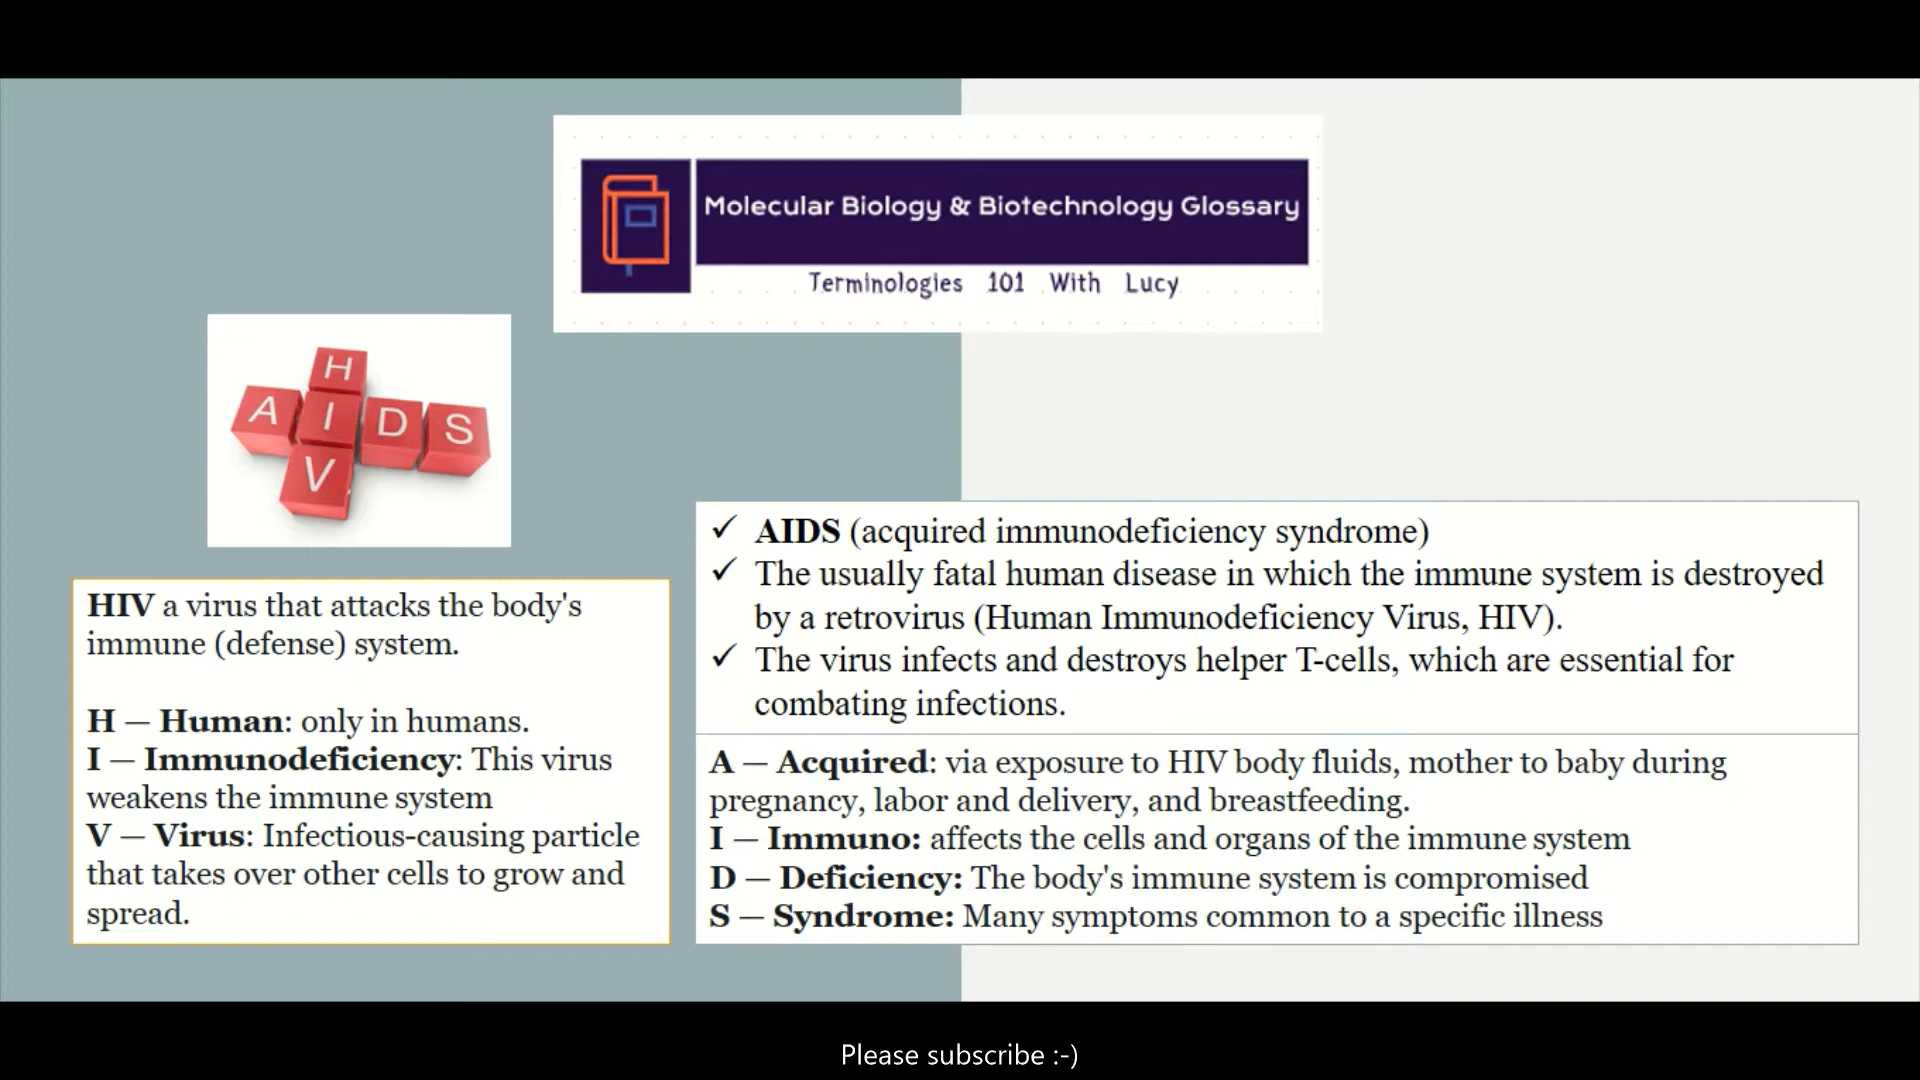 Molecular Biology & Biotechnology Glossary
Terminologies 101 With Lucy
H
A I D S
V
HIV a virus that attacks the body's
immune (defense) system.
H — Human: only in humans.
I — Immunodeficiency: This virus
weakens the immune system
V — Virus: Infectious-causing particle
that takes over other cells to grow and
spread.
✓ AIDS (acquired immunodeficiency syndrome)
✓ The usually fatal human disease in which the immune system is destroyed
by a retrovirus (Human Immunodeficiency Virus, HIV).
✓ The virus infects and destroys helper T-cells, which are essential for
combating infections.
A — Acquired: via exposure to HIV body fluids, mother to baby during
pregnancy, labor and delivery, and breastfeeding.
I — Immuno: affects the cells and organs of the immune system
D — Deficiency: The body's immune system is compromised
S — Syndrome: Many symptoms common to a specific illness
Please subscribe :-)